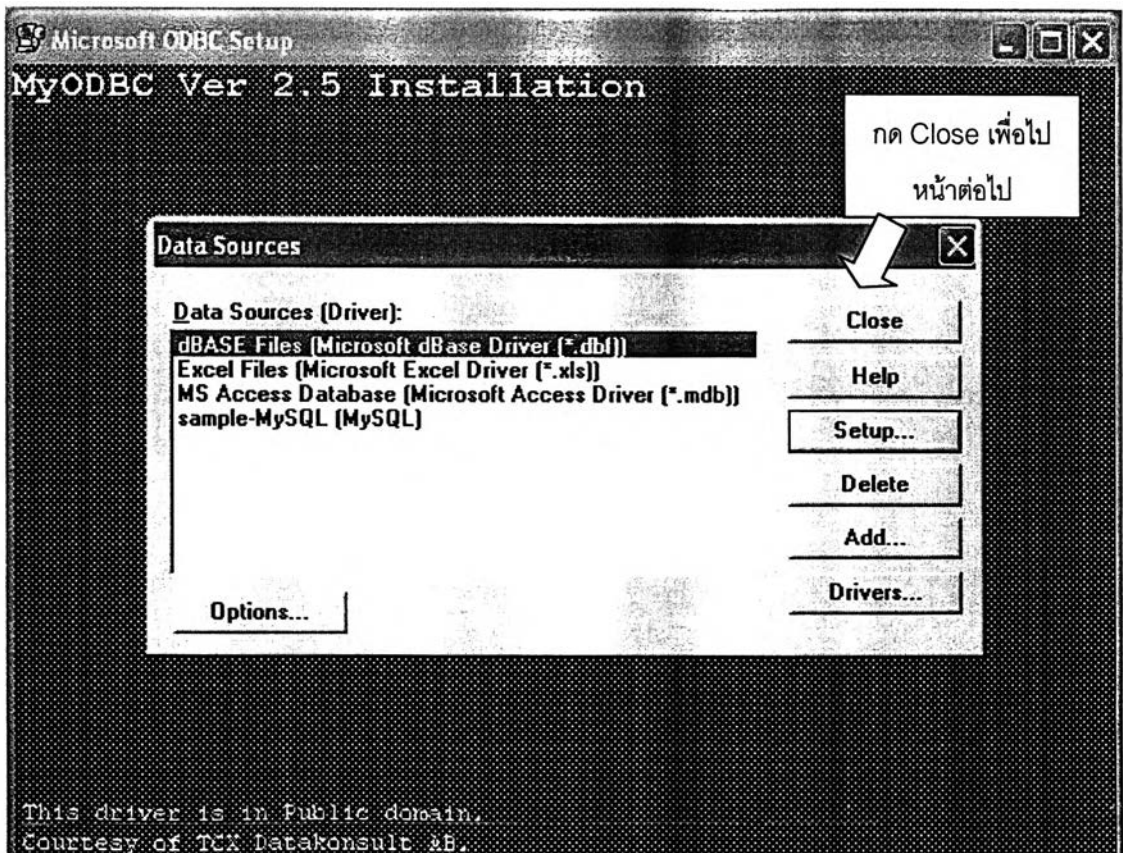 Microsoft ODBC Setup
MyODBC Ver 2.5 Installation
กด Close เพื่อไป
หน้าต่อไป
Data Sources
Data Sources (Driver):
dBASE Files (Microsoft dBase Driver (*.dbf))
Excel Files (Microsoft Excel Driver (*.xls))
MS Access Database (Microsoft Access Driver (*.mdb))
sample-MySQL (MySQL)
Close
Help
Setup...
Delete
Add...
Drivers...
Options...
This driver is in Public domain.
Courtesy of TCX Datakonsult AB.